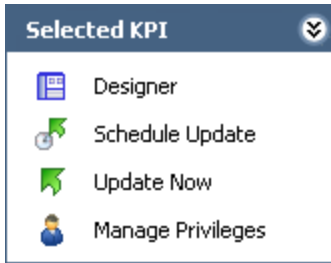 Selected KPI
Designer
Schedule Update
Update Now
Manage Privileges